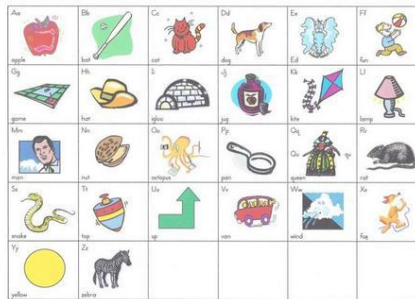 Aa
apple
Bb
bat
Cc
cat
Dd
dog
Ee
Ed
Ff
fun
Gg
game
Hh
hat
Ii
igloo
Jj
jug
Kk
kite
Ll
lamp
Mm
man
Nn
nut
Oo
octopus
Pp
pan
Qq
Qu
queen
Rr
rat
Ss
snake
Tt
top
Uu
up
Vv
van
Ww
wind
Xx
fox
Yy
yellow
Zz
zebra